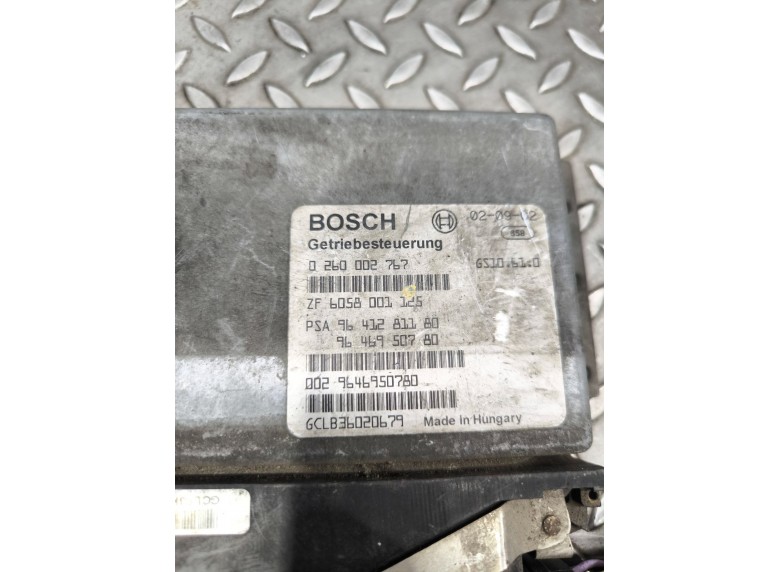 BOSCH 02-09-02
Getriebesteuerung
0 260 002 767 GS10.61.0
ZF 6058 001 125
PSA 96 412 811 80
96 469 507 80
002 9646950780
GCLB36020679 Made in Hungary